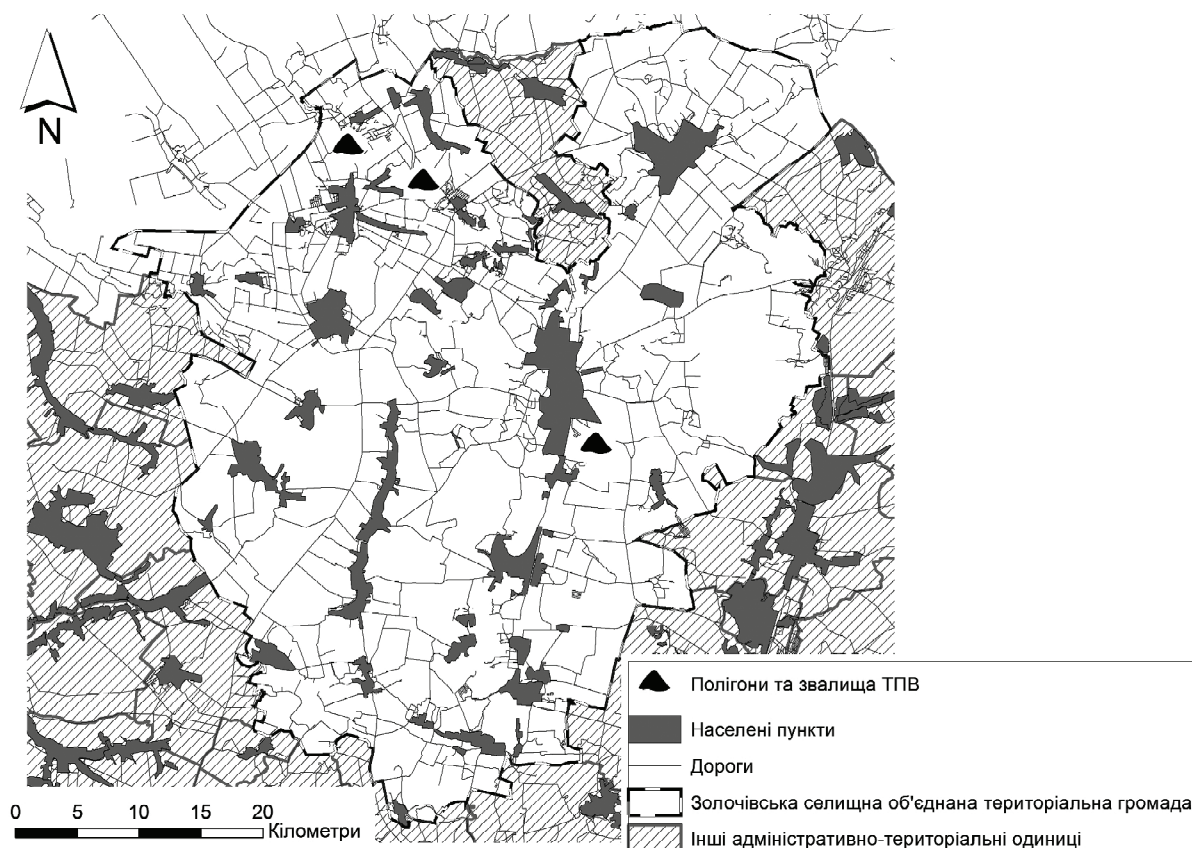 N
Полігони та звалища ТПВ
Населені пункти
Дороги
Золочівська селищна об'єднана територіальна громада
Інші адміністративно-територіальні одиниці
0 5 10 15 20
Кілометри